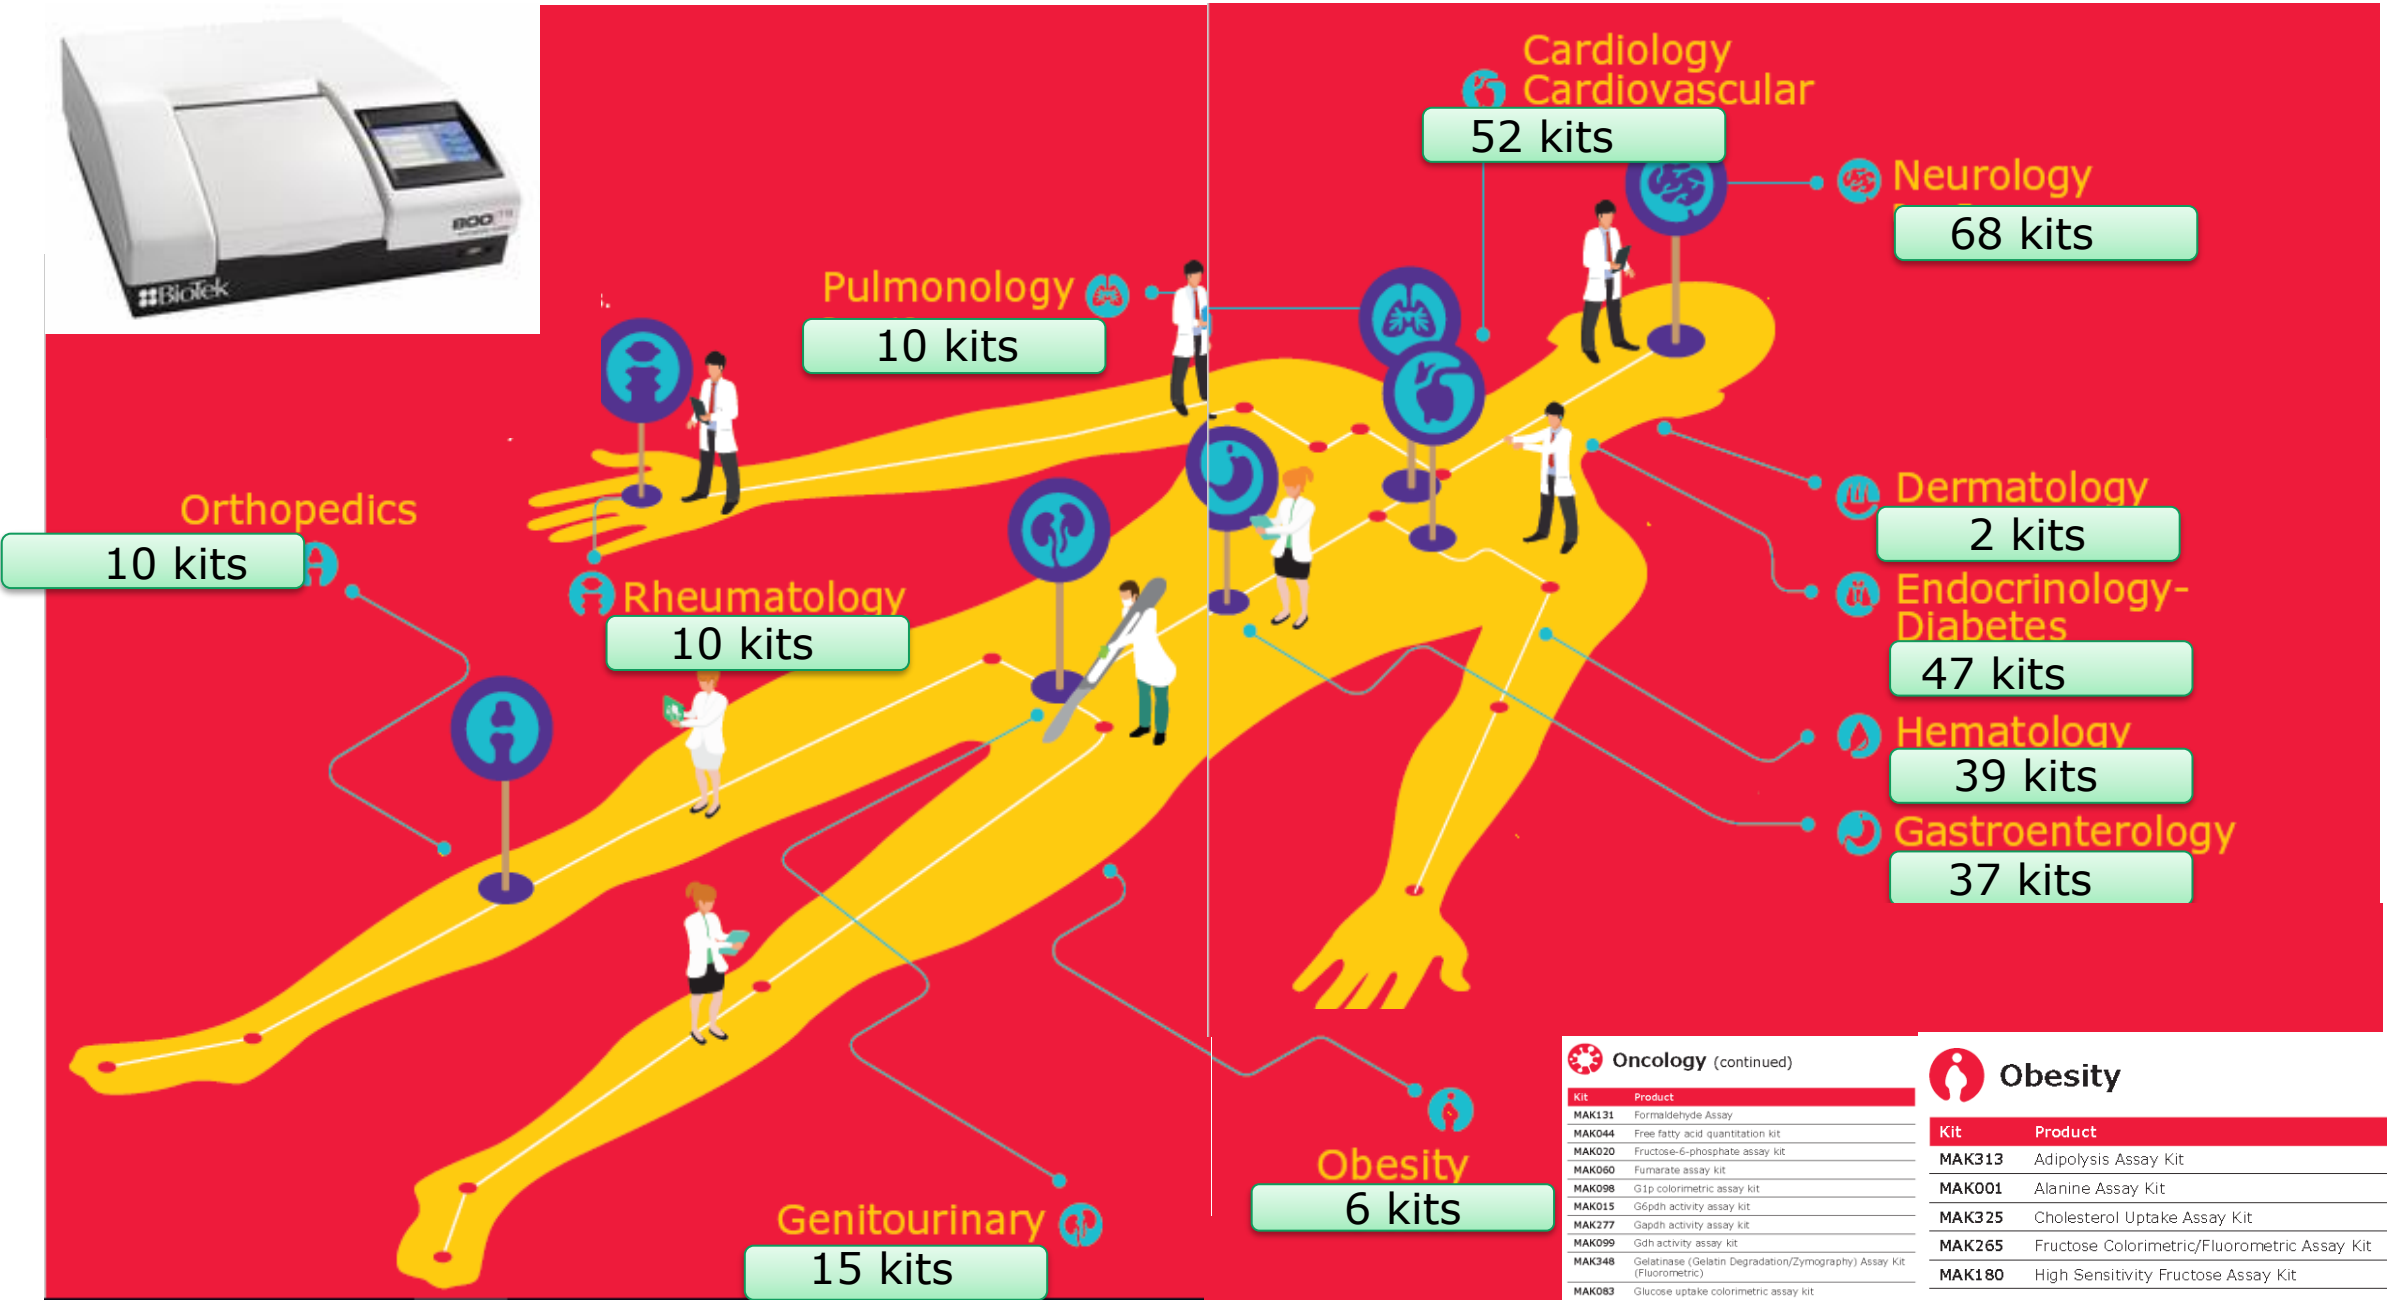 Cardiology
Cardiovascular
52 kits
Neurology
68 kits
800
BioTek
Pulmonology
10 kits
Orthopedics
10 kits
Rheumatology
10 kits
Dermatology
2 kits
Endocrinology-
Diabetes
47 kits
Hematology
39 kits
Gastroenterology
37 kits
Obesity
6 kits
Genitourinary
15 kits
Oncology (continued)
Kit Product
MAK131 Formaldehyde Assay
MAK044 Free fatty acid quantitation kit
MAK020 Fructose-6-phosphate assay kit
MAK060 Fumarate assay kit
MAK098 G1p colorimetric assay kit
MAK015 G6pdh activity assay kit
MAK277 Gapdh activity assay kit
MAK099 Gdh activity assay kit
MAK348 Gelatinase (Gelatin Degradation/Zymography) Assay Kit
(Fluorometric)
MAK083 Glucose uptake colorimetric assay kit
Obesity
Kit Product
MAK313 Adipolysis Assay Kit
MAK001 Alanine Assay Kit
MAK325 Cholesterol Uptake Assay Kit
MAK265 Fructose Colorimetric/Fluorometric Assay Kit
MAK180 High Sensitivity Fructose Assay Kit